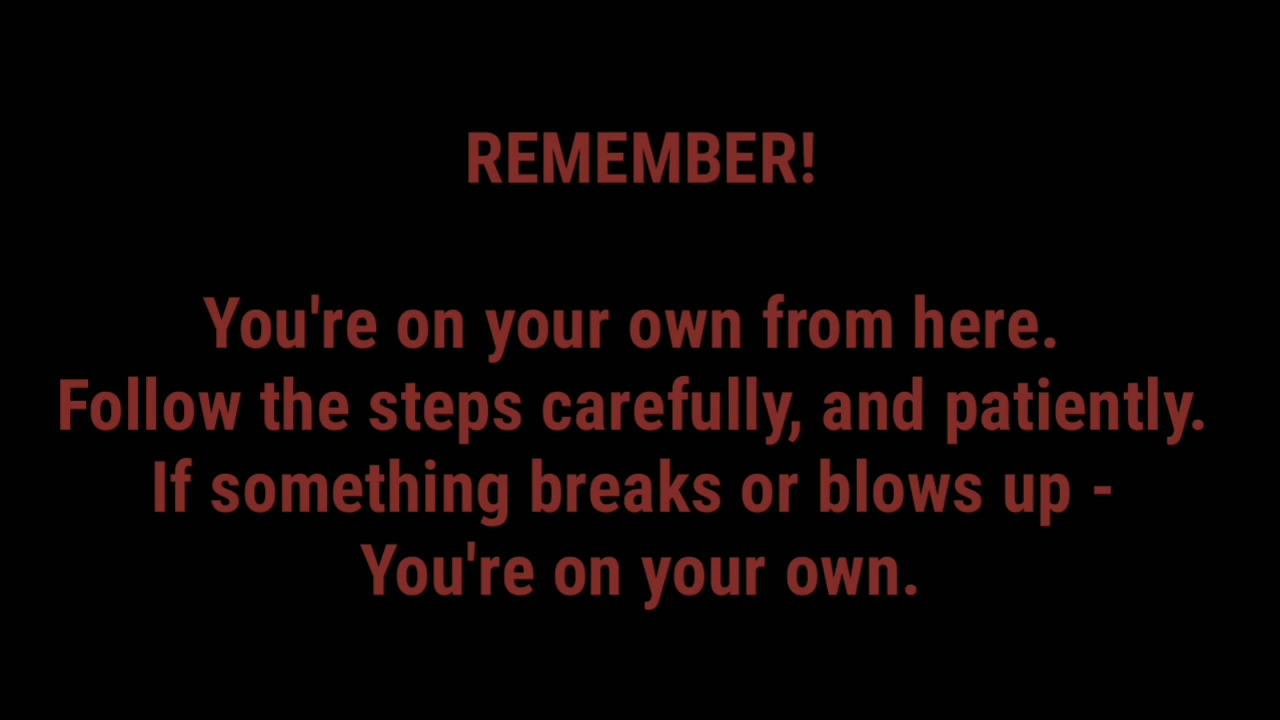 REMEMBER!
You're on your own from here.
Follow the steps carefully, and patiently.
If something breaks or blows up -
You're on your own.